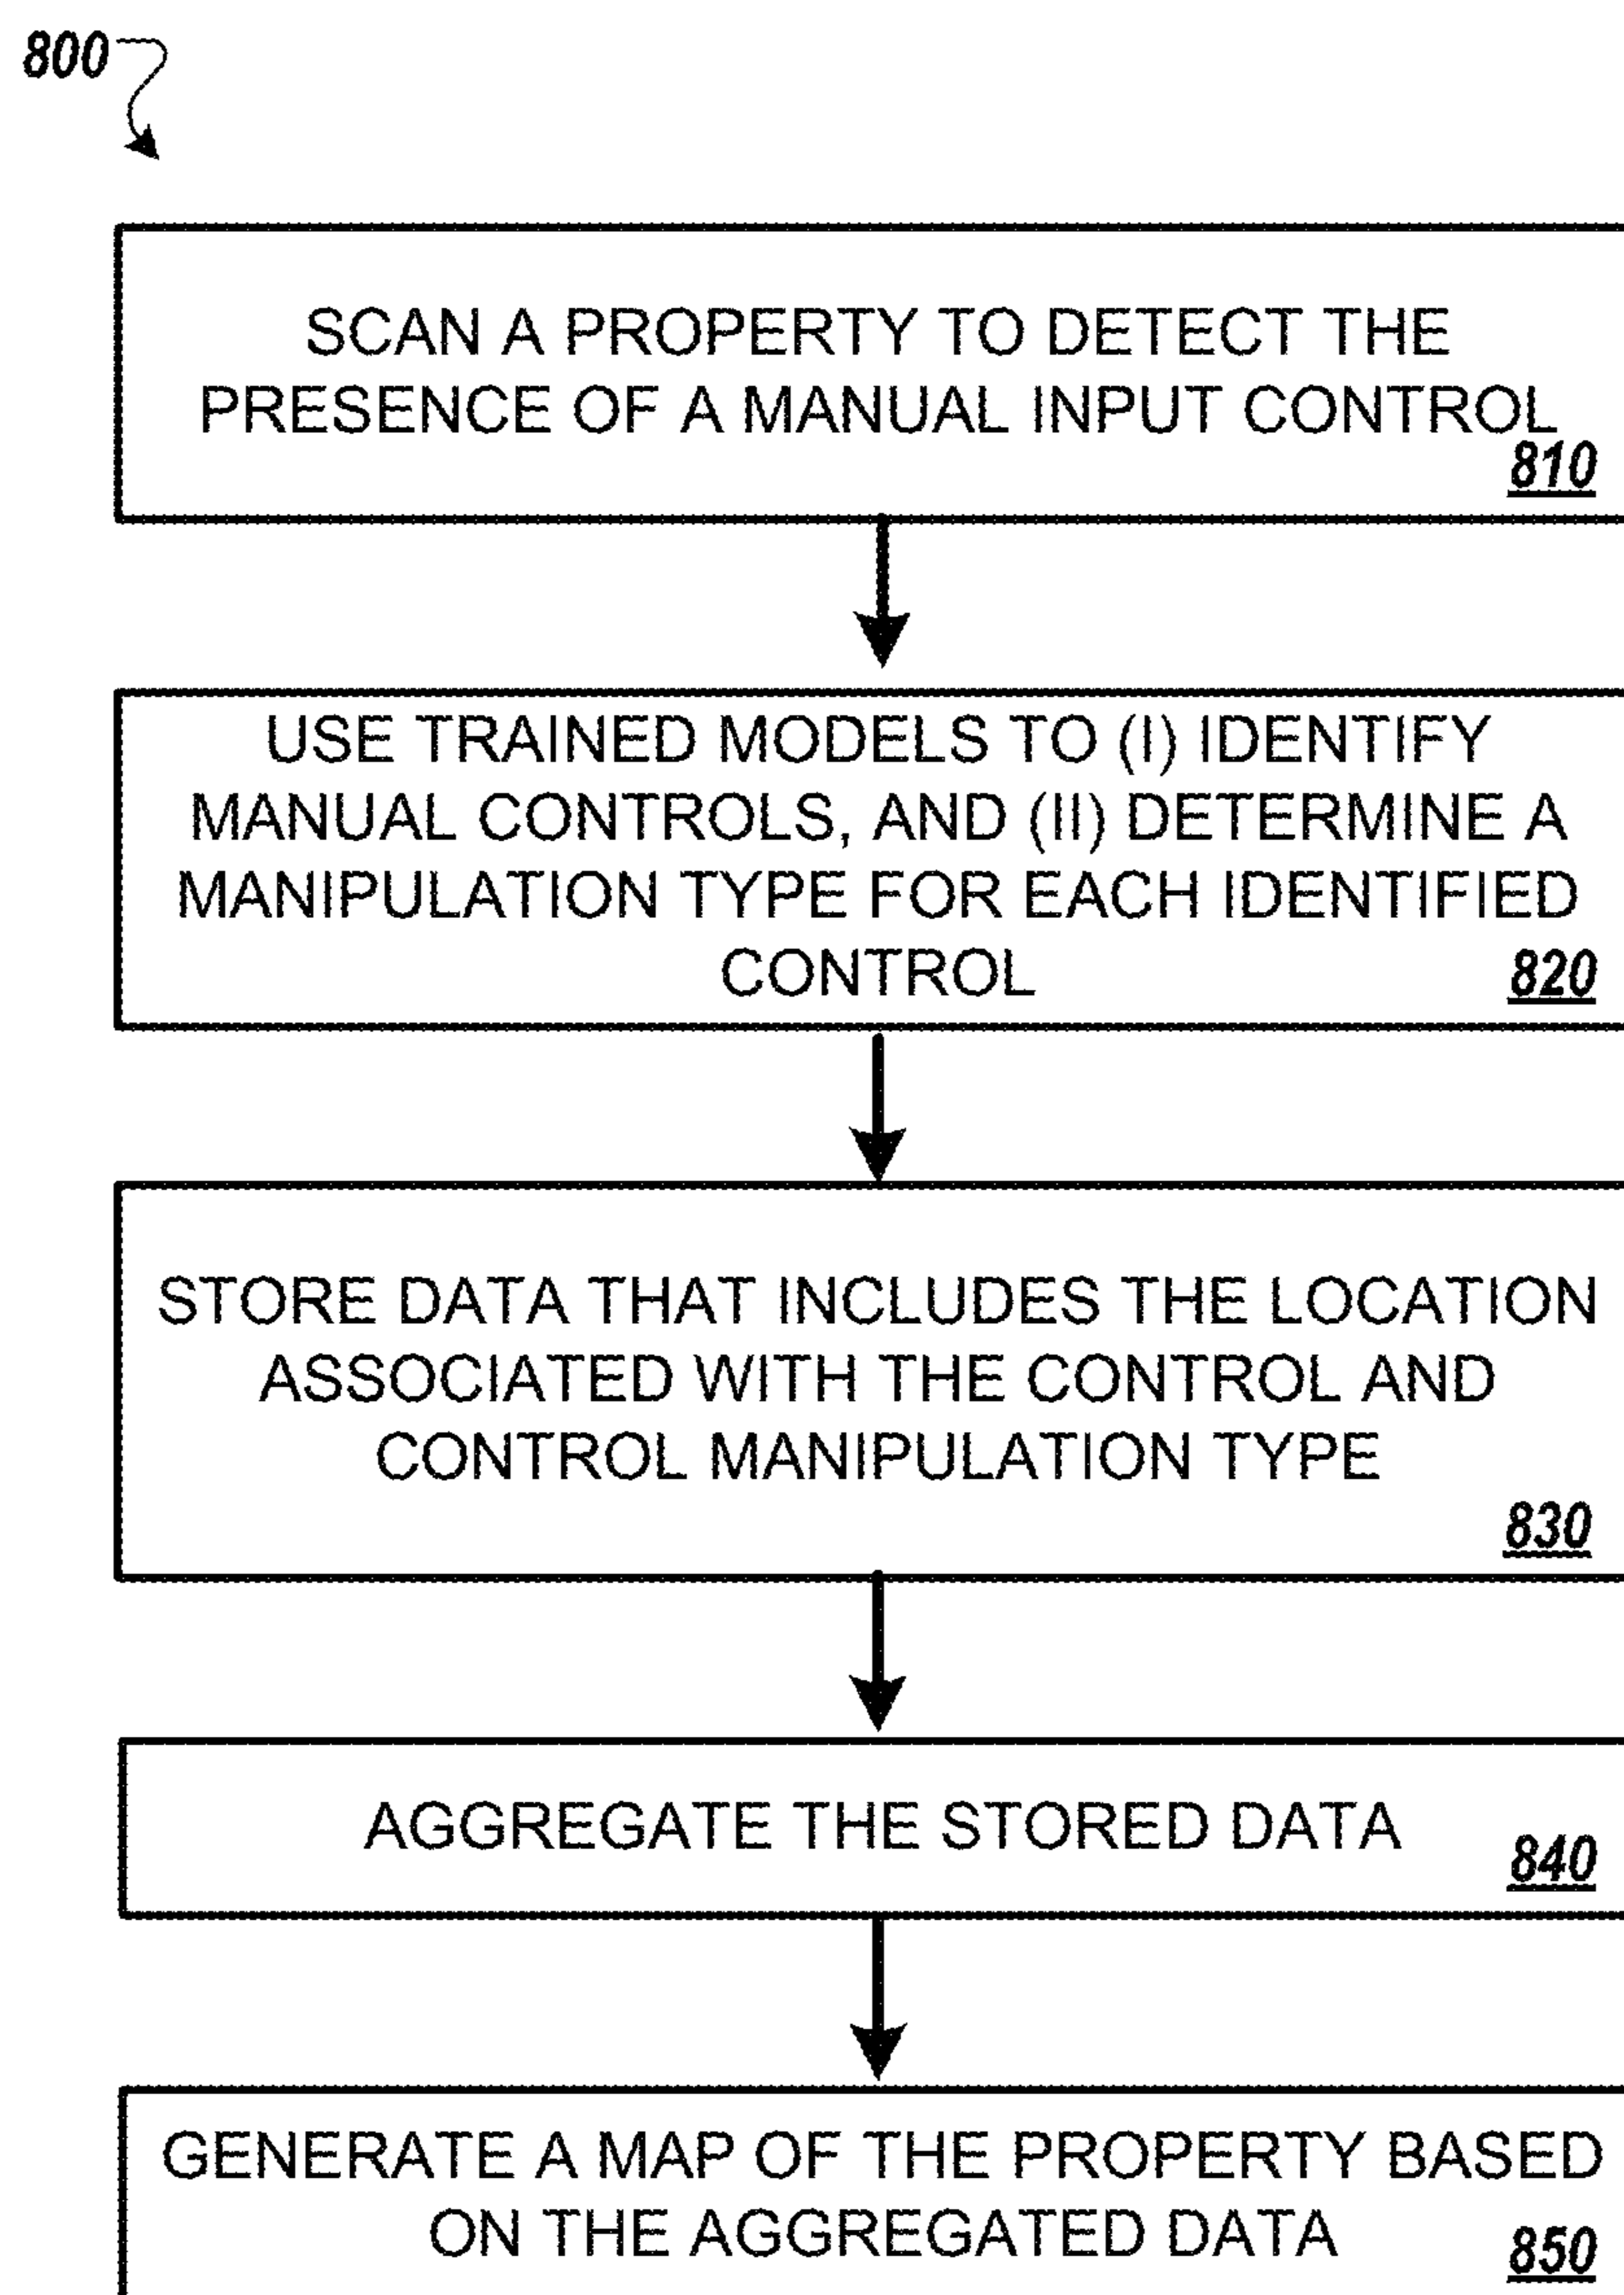 800
SCAN A PROPERTY TO DETECT THE
PRESENCE OF A MANUAL INPUT CONTROL
810
USE TRAINED MODELS TO (I) IDENTIFY
MANUAL CONTROLS, AND (II) DETERMINE A
MANIPULATION TYPE FOR EACH IDENTIFIED
CONTROL
820
STORE DATA THAT INCLUDES THE LOCATION
ASSOCIATED WITH THE CONTROL AND
CONTROL MANIPULATION TYPE
830
AGGREGATE THE STORED DATA
840
GENERATE A MAP OF THE PROPERTY BASED
ON THE AGGREGATED DATA
850